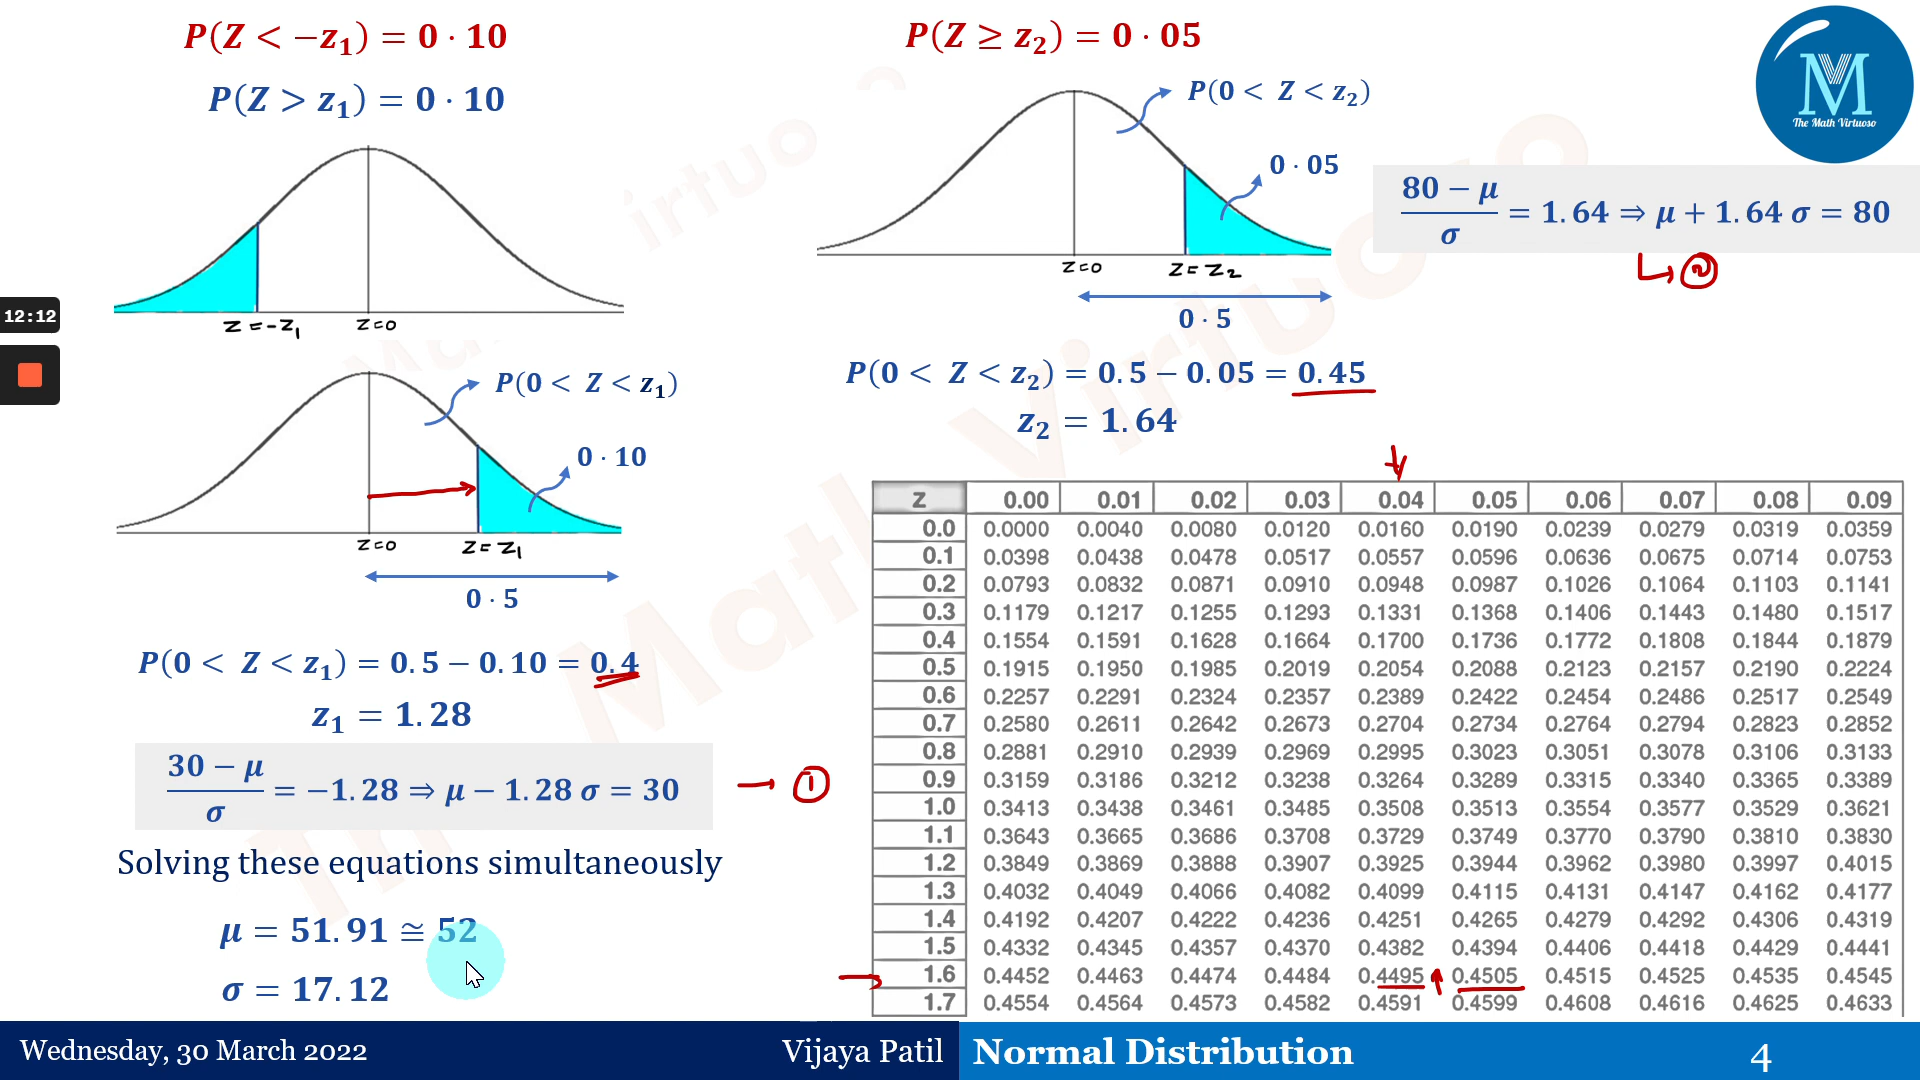 P(Z < −z₁) = 0 · 10
P(Z > z₁) = 0 · 10
z = −z₁
z=0
P(0 < Z < z₁)
0 · 10
z=0
z = z₁
0 · 5
P(0 < Z < z₁) = 0.5 − 0.10 = 0.4
z₁ = 1.28
(30 − μ)/σ = −1.28 ⇒ μ − 1.28 σ = 30
→ ①
Solving these equations simultaneously
μ = 51.91 ≅ 52
σ = 17.12
12:12
P(Z ≥ z₂) = 0 · 05
P(0 < Z < z₂)
0 · 05
z=0
z = z₂
0 · 5
M
The Math Virtuoso
(80 − μ)/σ = 1.64 ⇒ μ + 1.64 σ = 80
↳ ②
P(0 < Z < z₂) = 0.5 − 0.05 = 0.45
z₂ = 1.64
Z 0.00 0.01 0.02 0.03 0.04 0.05 0.06 0.07 0.08 0.09
0.0 0.0000 0.0040 0.0080 0.0120 0.0160 0.0190 0.0239 0.0279 0.0319 0.0359
0.1 0.0398 0.0438 0.0478 0.0517 0.0557 0.0596 0.0636 0.0675 0.0714 0.0753
0.2 0.0793 0.0832 0.0871 0.0910 0.0948 0.0987 0.1026 0.1064 0.1103 0.1141
0.3 0.1179 0.1217 0.1255 0.1293 0.1331 0.1368 0.1406 0.1443 0.1480 0.1517
0.4 0.1554 0.1591 0.1628 0.1664 0.1700 0.1736 0.1772 0.1808 0.1844 0.1879
0.5 0.1915 0.1950 0.1985 0.2019 0.2054 0.2088 0.2123 0.2157 0.2190 0.2224
0.6 0.2257 0.2291 0.2324 0.2357 0.2389 0.2422 0.2454 0.2486 0.2517 0.2549
0.7 0.2580 0.2611 0.2642 0.2673 0.2704 0.2734 0.2764 0.2794 0.2823 0.2852
0.8 0.2881 0.2910 0.2939 0.2969 0.2995 0.3023 0.3051 0.3078 0.3106 0.3133
0.9 0.3159 0.3186 0.3212 0.3238 0.3264 0.3289 0.3315 0.3340 0.3365 0.3389
1.0 0.3413 0.3438 0.3461 0.3485 0.3508 0.3513 0.3554 0.3577 0.3529 0.3621
1.1 0.3643 0.3665 0.3686 0.3708 0.3729 0.3749 0.3770 0.3790 0.3810 0.3830
1.2 0.3849 0.3869 0.3888 0.3907 0.3925 0.3944 0.3962 0.3980 0.3997 0.4015
1.3 0.4032 0.4049 0.4066 0.4082 0.4099 0.4115 0.4131 0.4147 0.4162 0.4177
1.4 0.4192 0.4207 0.4222 0.4236 0.4251 0.4265 0.4279 0.4292 0.4306 0.4319
1.5 0.4332 0.4345 0.4357 0.4370 0.4382 0.4394 0.4406 0.4418 0.4429 0.4441
1.6 0.4452 0.4463 0.4474 0.4484 0.4495 0.4505 0.4515 0.4525 0.4535 0.4545
1.7 0.4554 0.4564 0.4573 0.4582 0.4591 0.4599 0.4608 0.4616 0.4625 0.4633
Wednesday, 30 March 2022
Vijaya Patil
Normal Distribution
4